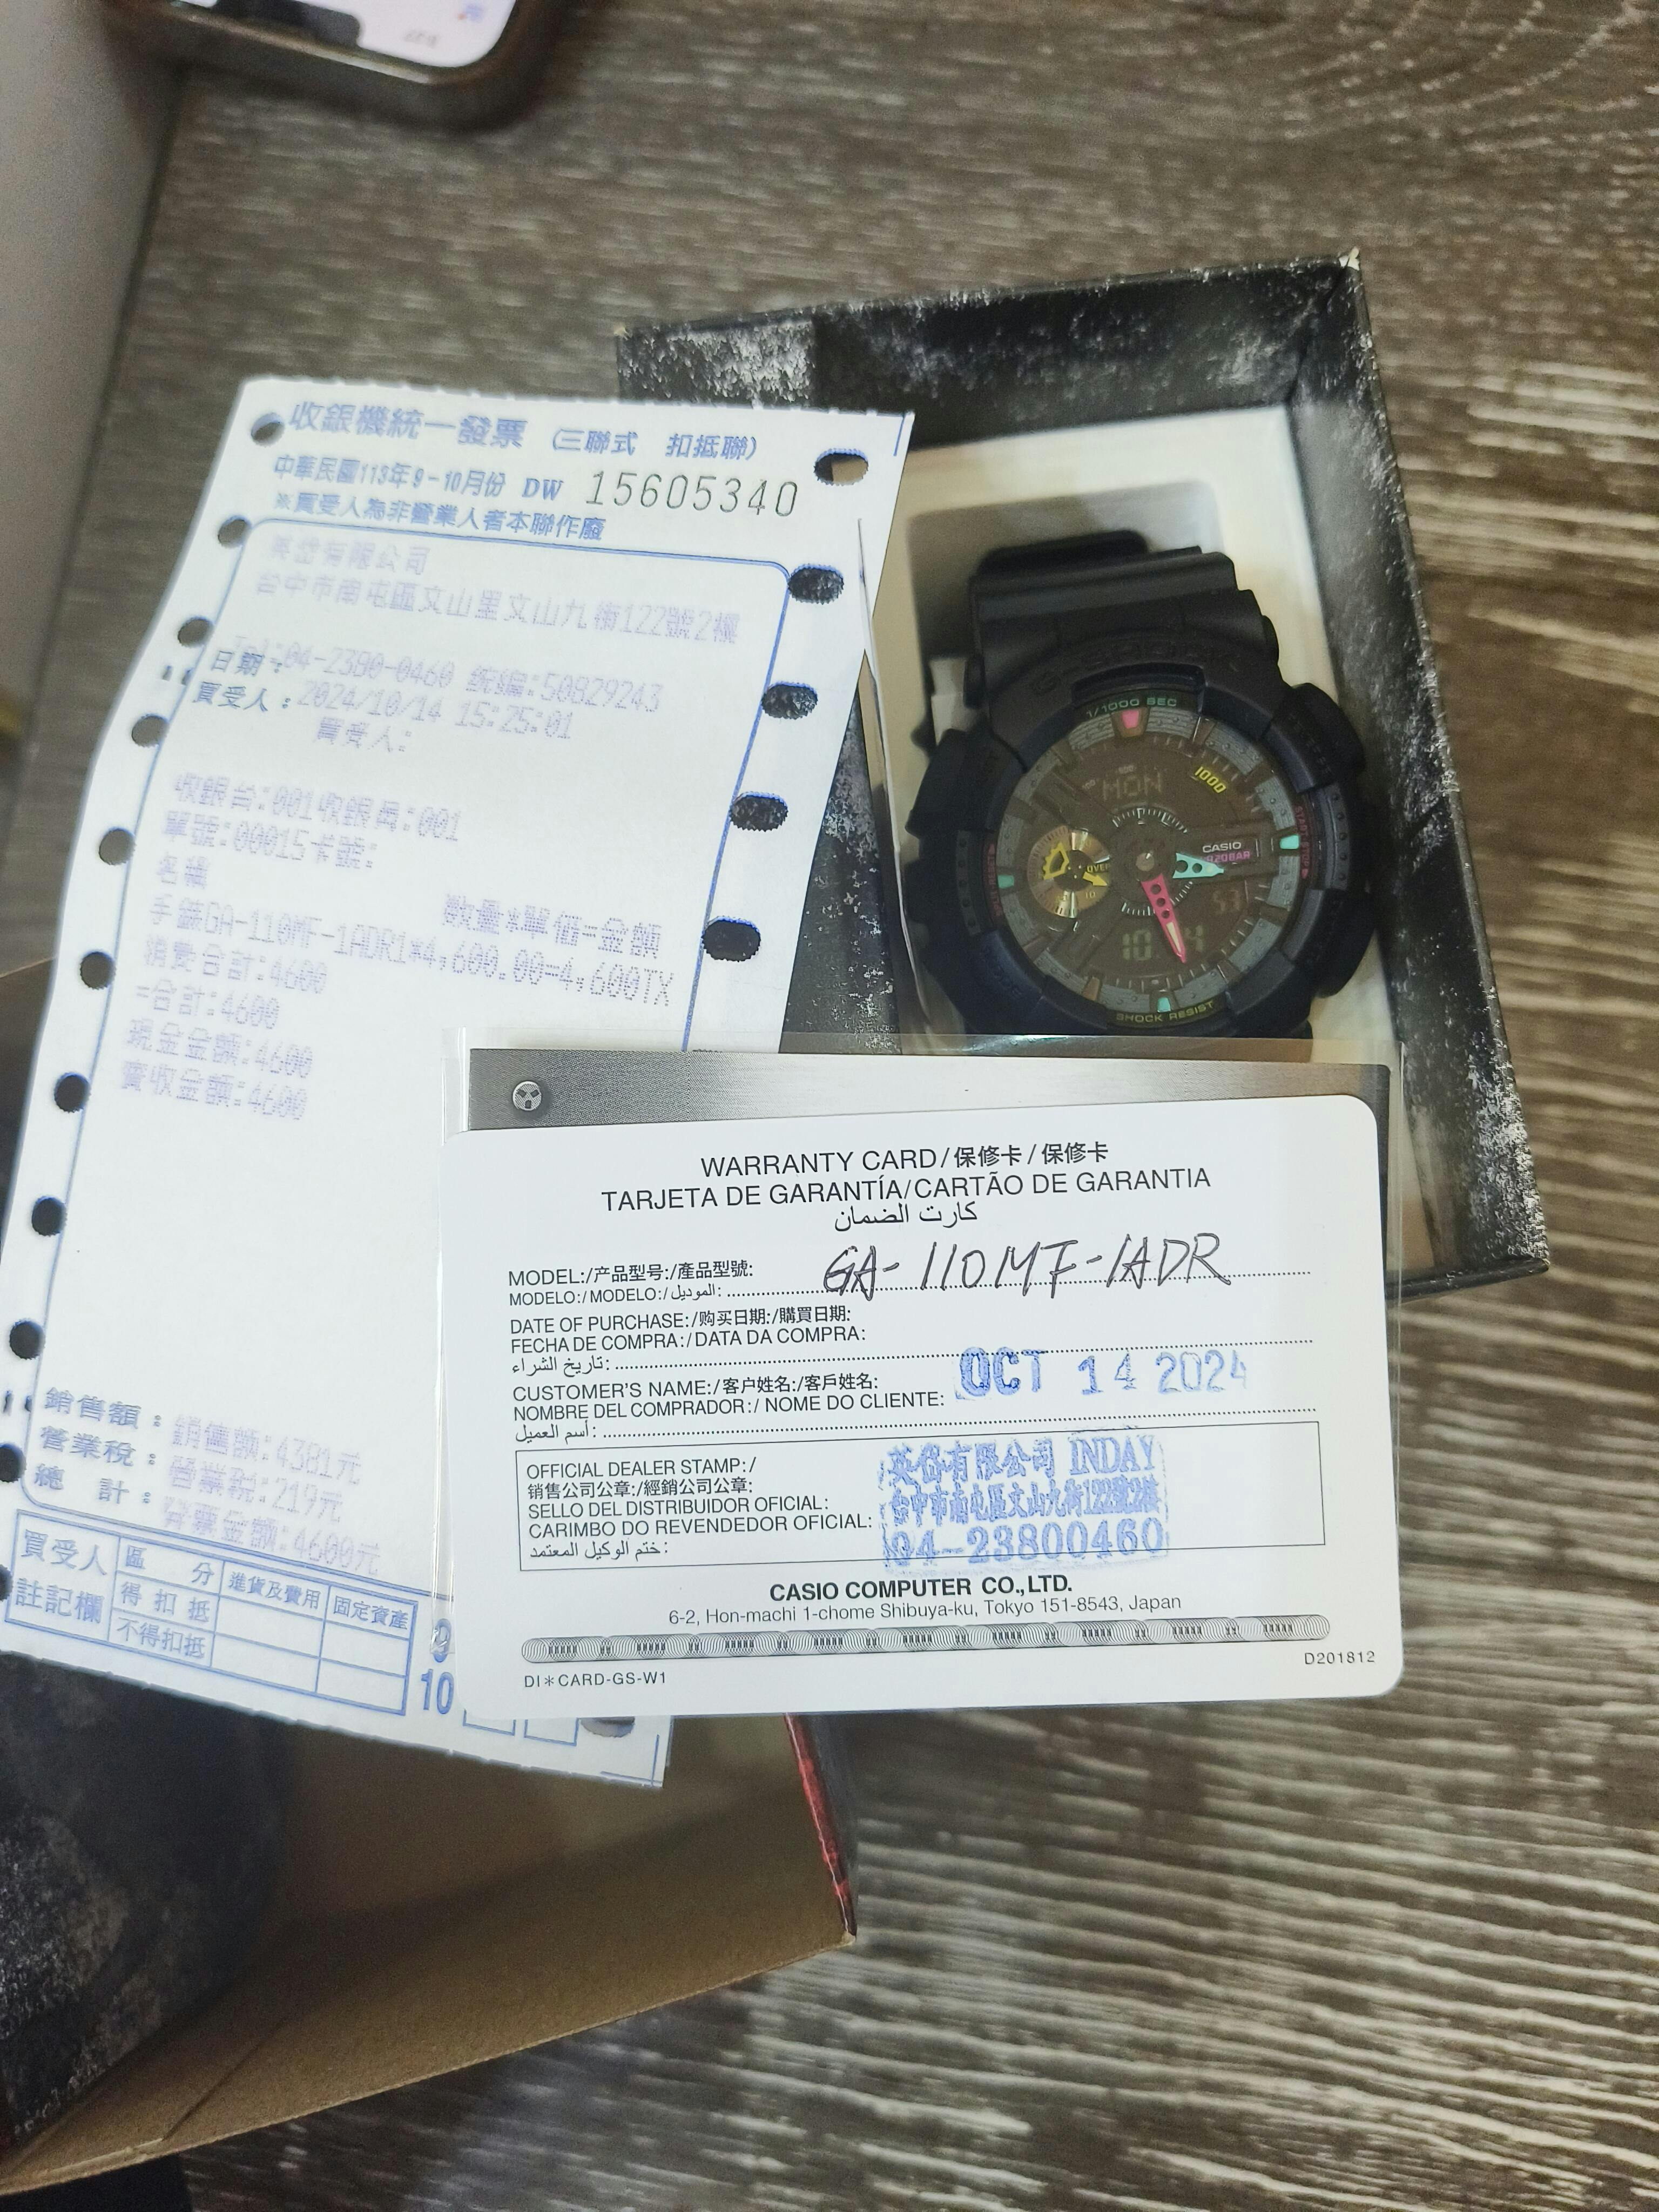 收銀機統一發票 (三聯式 扣抵聯)
中華民國113年9-10月份 DW 15605340
※買受人為非營業人者本聯作廢
英岱有限公司
台中市南屯區文山里文山九街122號2樓
Tel:04-2380-0460 統編:50829243
日期: 2024/10/14 15:25:01
買受人:
買受人:
收銀台:001收銀員:001
單號:00015卡號:
名稱
數量*單價=金額
手錶GA-110MF-1ADR1*4,600.00=4,600TX
消費合計:4600
=合計:4600
現金金額:4600
實收金額:4600
銷售額: 銷售額:4381元
營業稅: 營業稅:219元
總 計: 發票金額:4600元
買受人註記欄
區 分 進貨及費用 固定資產
得 扣 抵
不得扣抵
9
10
1/1000 SEC
MON
1000
CASIO
WR20BAR
OVER
10
53
SHOCK RESIST
WARRANTY CARD/保修卡/保修卡
TARJETA DE GARANTÍA/CARTÃO DE GARANTIA
كارت الضمان
MODEL:/产品型号:/產品型號: GA-110MF-1ADR
MODELO:/MODELO:/الموديل:
DATE OF PURCHASE:/购买日期:/購買日期:
FECHA DE COMPRA:/DATA DA COMPRA:
تاريخ الشراء:
OCT 14 2024
CUSTOMER'S NAME:/客户姓名:/客戶姓名:
NOMBRE DEL COMPRADOR:/ NOME DO CLIENTE:
أسم العميل:
OFFICIAL DEALER STAMP:/
销售公司公章:/經銷公司公章:
SELLO DEL DISTRIBUIDOR OFICIAL:
CARIMBO DO REVENDEDOR OFICIAL:
ختم الوكيل المعتمد:
英岱有限公司 INDAY
台中市南屯區文山九街122號2樓
04-23800460
CASIO COMPUTER CO.,LTD.
6-2, Hon-machi 1-chome Shibuya-ku, Tokyo 151-8543, Japan
DI*CARD-GS-W1
D201812